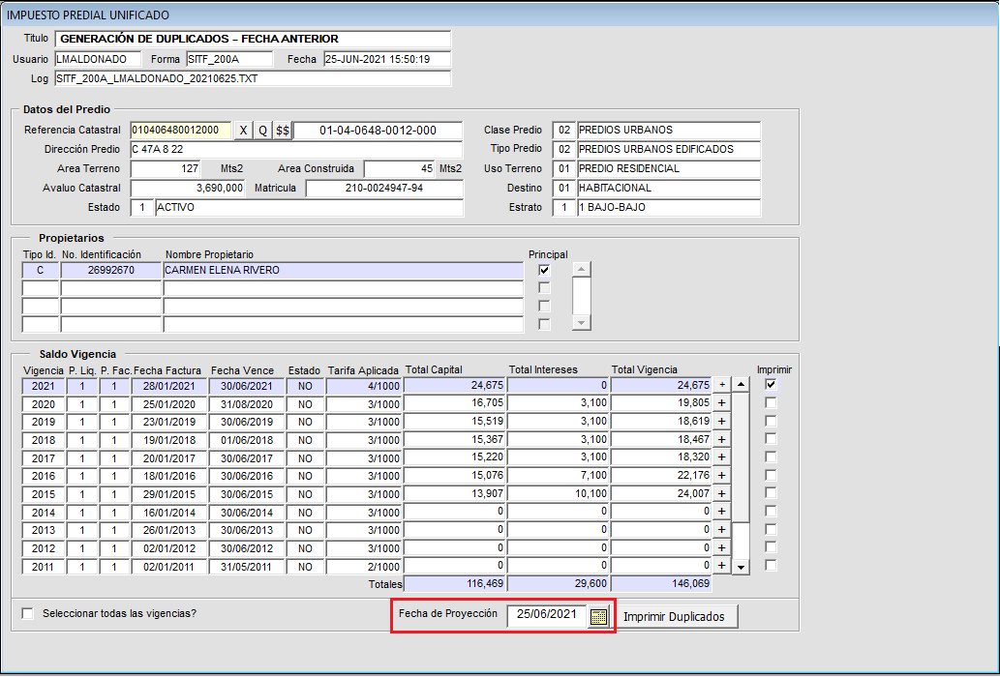 IMPUESTO PREDIAL UNIFICADO
Titulo GENERACIÓN DE DUPLICADOS – FECHA ANTERIOR
Usuario LMALDONADO Forma SITF_200A Fecha 25-JUN-2021 15:50:19
Log SITF_200A_LMALDONADO_20210625.TXT
Datos del Predio
Referencia Catastral 010406480012000 X Q $$ 01-04-0648-0012-000 Clase Predio 02 PREDIOS URBANOS
Dirección Predio C 47A 8 22 Tipo Predio 02 PREDIOS URBANOS EDIFICADOS
Area Terreno 127 Mts2 Area Construida 45 Mts2 Uso Terreno 01 PREDIO RESIDENCIAL
Avaluo Catastral 3,690,000 Matricula 210-0024947-94 Destino 01 HABITACIONAL
Estado 1 ACTIVO Estrato 1 1 BAJO-BAJO
Propietarios
Tipo Id. No. Identificación Nombre Propietario Principal
C 26992670 CARMEN ELENA RIVERO
Saldo Vigencia
Vigencia P. Liq. P. Fac. Fecha Factura Fecha Vence Estado Tarifa Aplicada Total Capital Total Intereses Total Vigencia Imprimir
2021 1 1 28/01/2021 30/06/2021 NO 4/1000 24,675 0 24,675 +
2020 1 1 25/01/2020 31/08/2020 NO 3/1000 16,705 3,100 19,805 +
2019 1 1 23/01/2019 30/06/2019 NO 3/1000 15,519 3,100 18,619 +
2018 1 1 19/01/2018 01/06/2018 NO 3/1000 15,367 3,100 18,467 +
2017 1 1 20/01/2017 30/06/2017 NO 3/1000 15,220 3,100 18,320 +
2016 1 1 18/01/2016 30/06/2016 NO 3/1000 15,076 7,100 22,176 +
2015 1 1 29/01/2015 30/06/2015 NO 3/1000 13,907 10,100 24,007 +
2014 1 1 16/01/2014 30/06/2014 NO 3/1000 0 0 0 +
2013 1 1 26/01/2013 30/06/2013 NO 3/1000 0 0 0 +
2012 1 1 02/01/2012 30/06/2012 NO 3/1000 0 0 0 +
2011 1 1 02/01/2011 31/05/2011 NO 2/1000 0 0 0 +
Totales 116,469 29,600 146,069
Seleccionar todas las vigencias? Fecha de Proyección 25/06/2021 Imprimir Duplicados